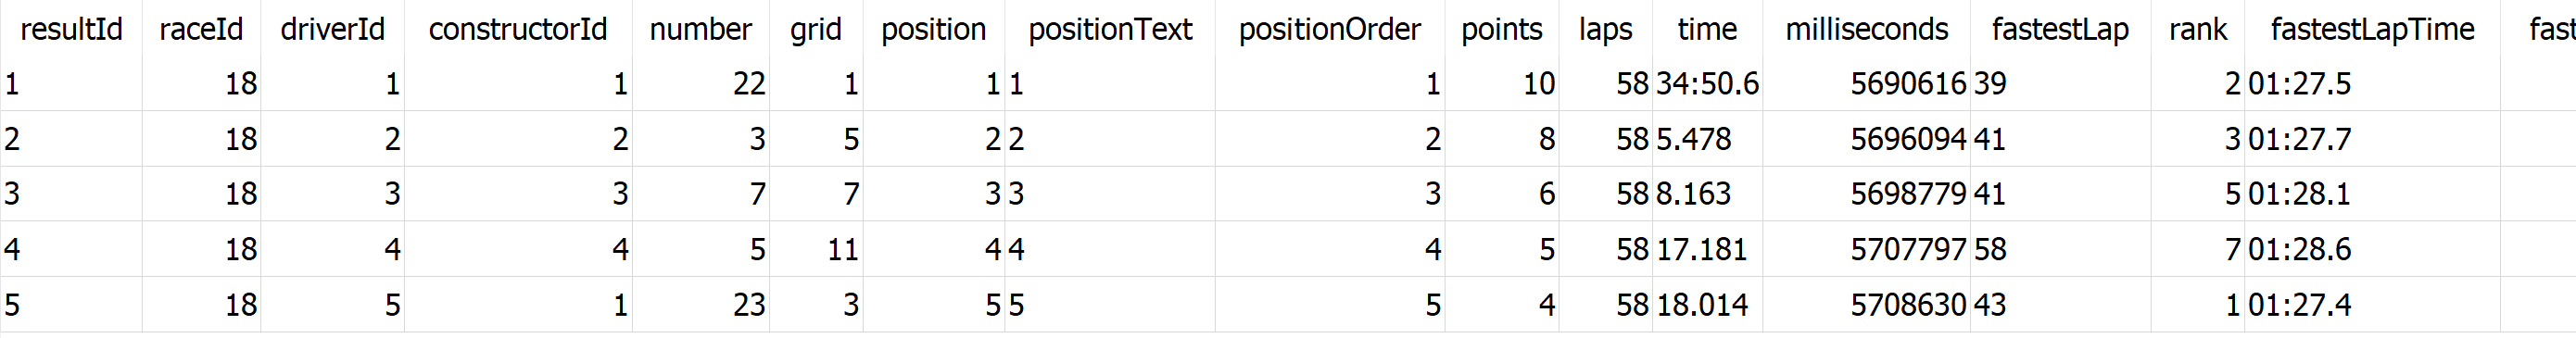 resultId raceId driverId constructorId number grid position positionText positionOrder points laps time milliseconds fastestLap rank fastestLapTime fast
1 18 1 1 22 1 1 1 1 10 58 34:50.6 5690616 39 2 01:27.5
2 18 2 2 3 5 2 2 2 8 58 5.478 5696094 41 3 01:27.7
3 18 3 3 7 7 3 3 3 6 58 8.163 5698779 41 5 01:28.1
4 18 4 4 5 11 4 4 4 5 58 17.181 5707797 58 7 01:28.6
5 18 5 1 23 3 5 5 5 4 58 18.014 5708630 43 1 01:27.4